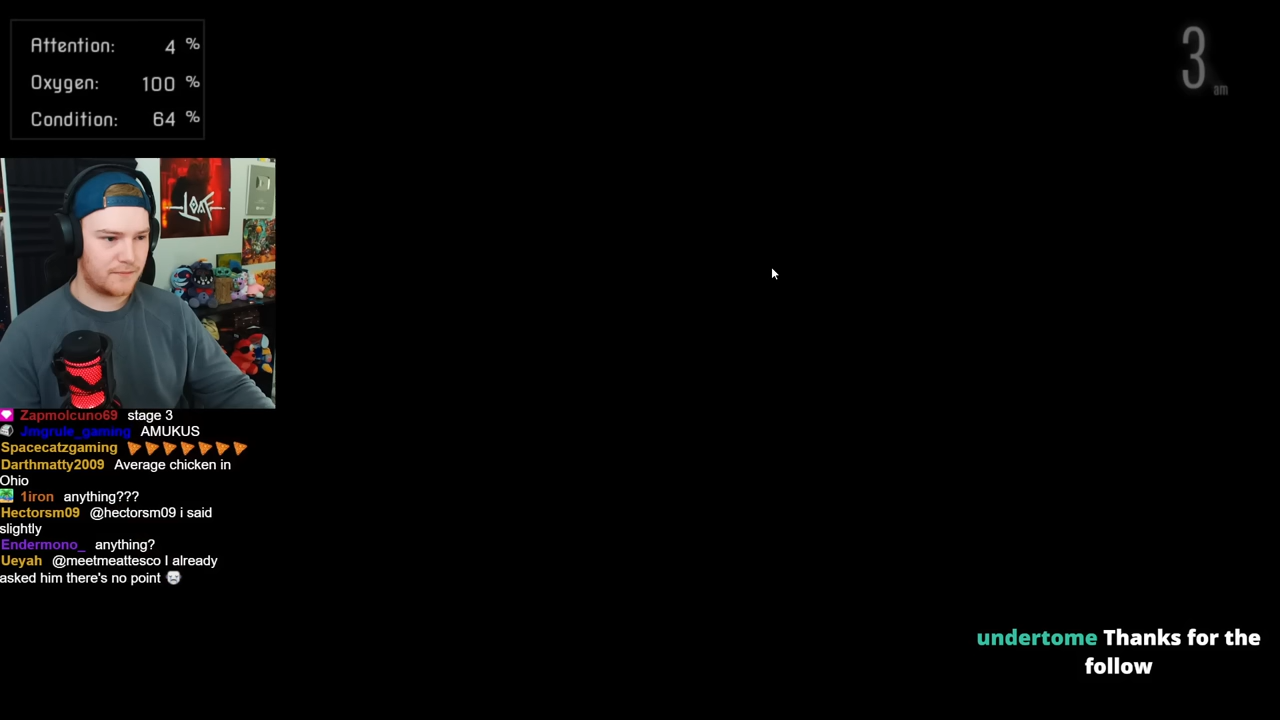 Attention: 4 %
Oxygen: 100 %
Condition: 64 %
3
am
LOAF
Zapmolcuno69 stage 3
Jmgrule_gaming AMUKUS
Spacecatzgaming
Darthmatty2009 Average chicken in
Ohio
1iron anything???
Hectorsm09 @hectorsm09 i said
slightly
Endermono_ anything?
Ueyah @meetmeattesco I already
asked him there's no point
undertome Thanks for the
follow